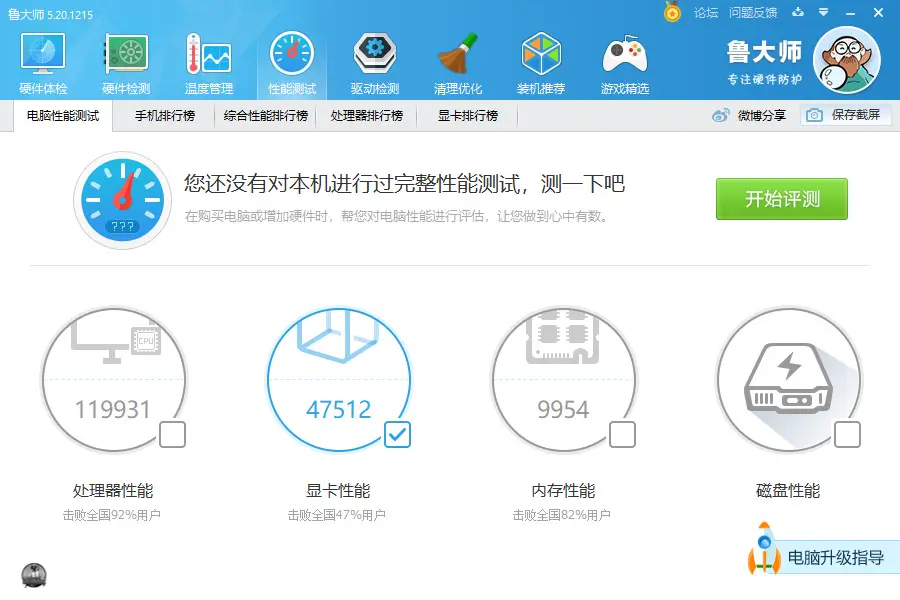 鲁大师 5.20.1215
论坛 问题反馈
硬件体检 硬件检测 温度管理 性能测试 驱动检测 清理优化 装机推荐 游戏精选
鲁大师
专注硬件防护
电脑性能测试 手机排行榜 综合性能排行榜 处理器排行榜 显卡排行榜 微博分享 保存截屏
您还没有对本机进行过完整性能测试，测一下吧
在购买电脑或增加硬件时，帮您对电脑性能进行评估，让您做到心中有数。
???
开始评测
CPU
119931 47512 9954
处理器性能 显卡性能 内存性能 磁盘性能
击败全国92%用户 击败全国47%用户 击败全国82%用户
电脑升级指导